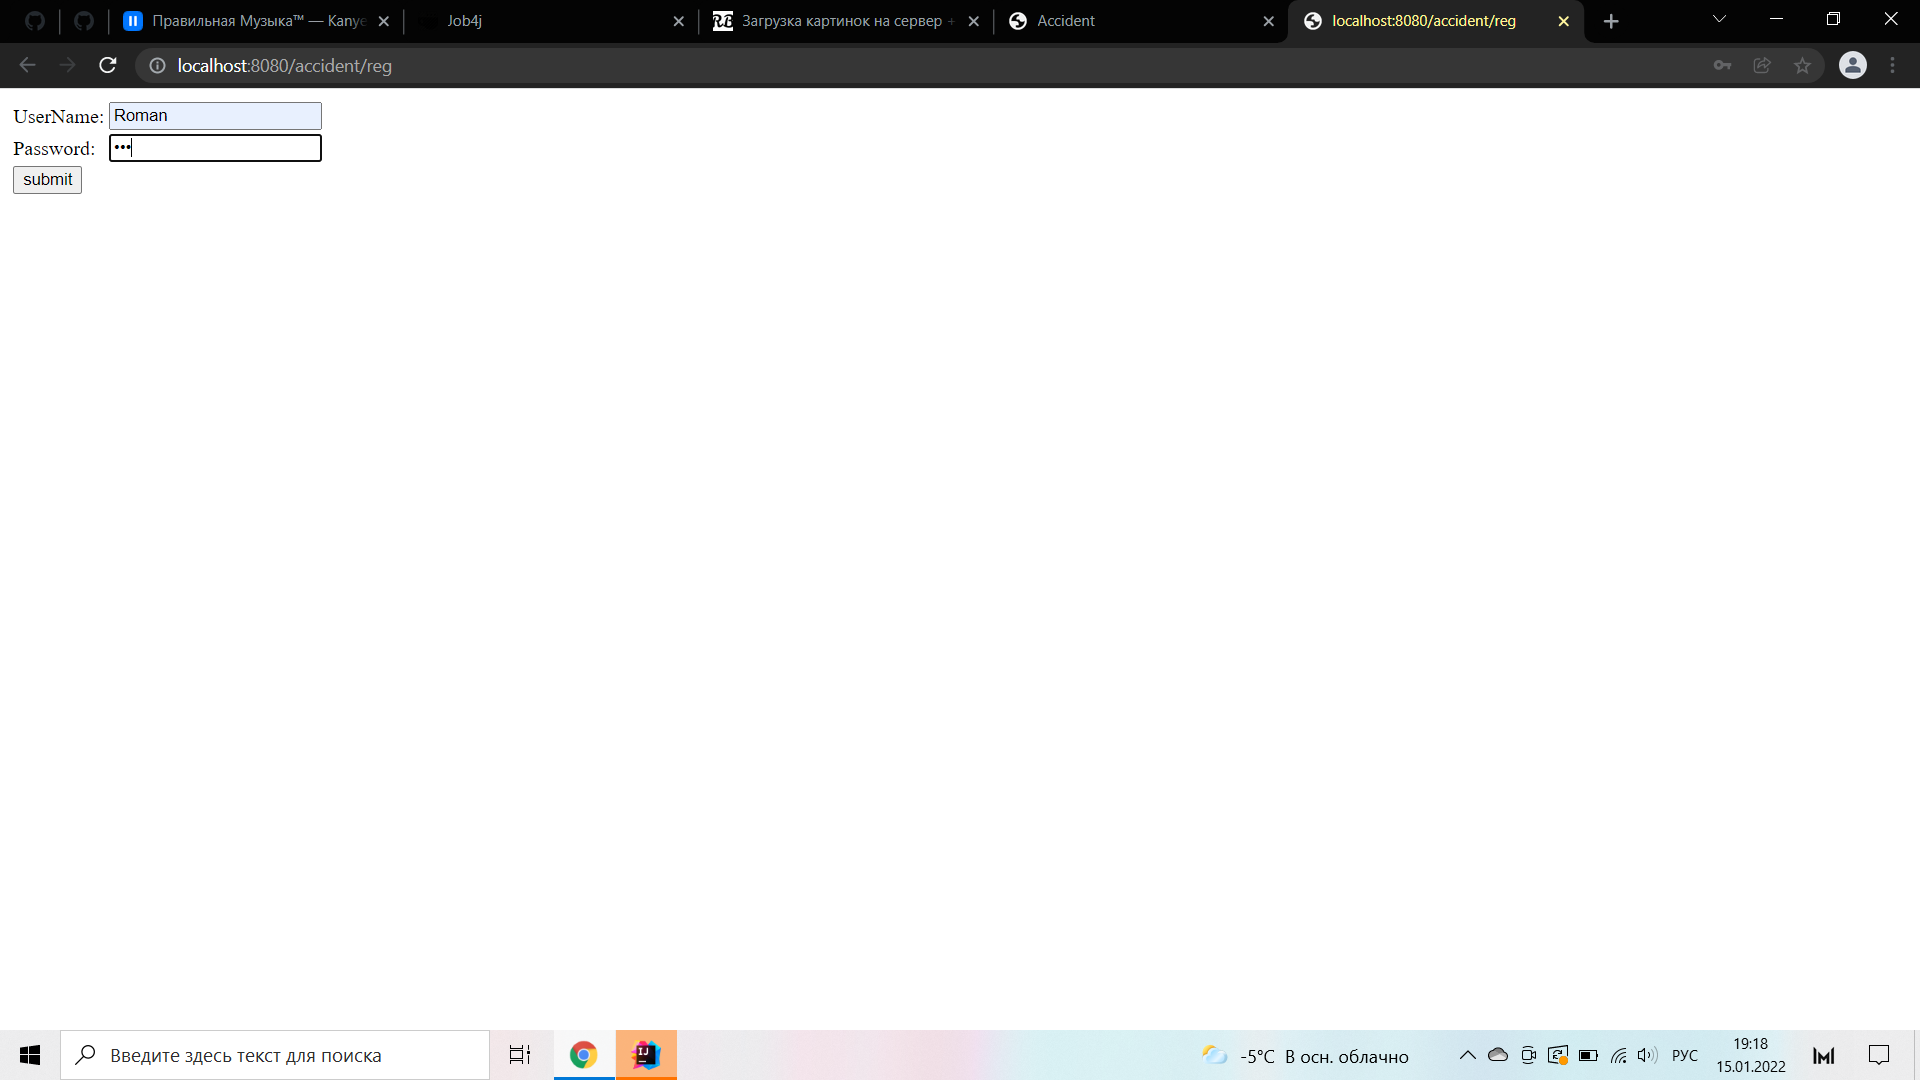 Правильная Музыка™ — Kanye
Job4j
Загрузка картинок на сервер +
Accident
localhost:8080/accident/reg
localhost:8080/accident/reg
UserName: Roman
Password: •••
submit
Введите здесь текст для поиска
-5°C В осн. облачно
РУС
19:18
15.01.2022